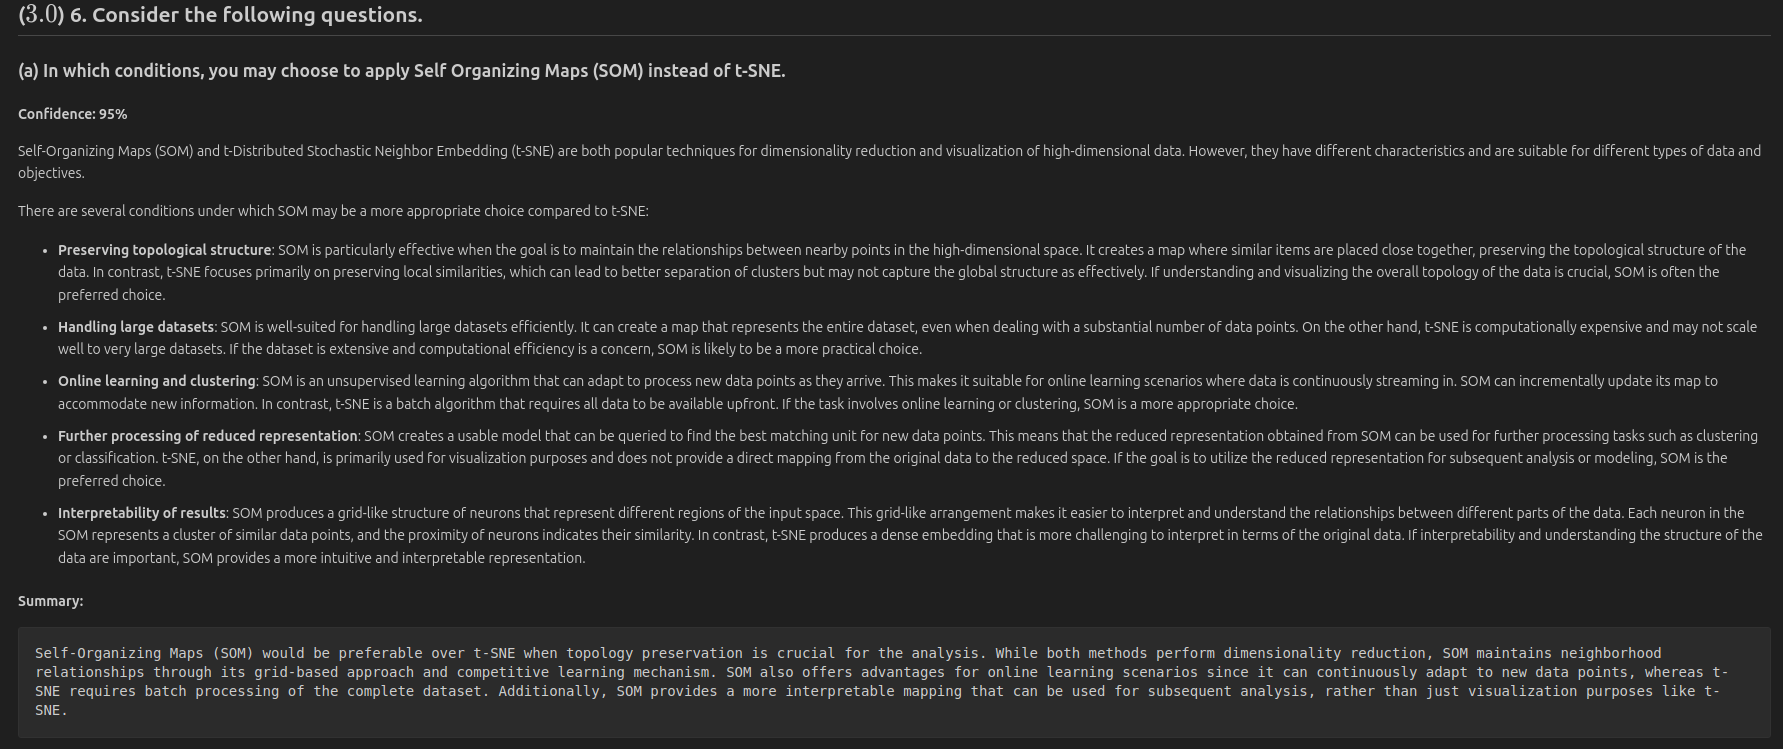 (3.0) 6. Consider the following questions.
(a) In which conditions, you may choose to apply Self Organizing Maps (SOM) instead of t-SNE.
Confidence: 95%
Self-Organizing Maps (SOM) and t-Distributed Stochastic Neighbor Embedding (t-SNE) are both popular techniques for dimensionality reduction and visualization of high-dimensional data. However, they have different characteristics and are suitable for different types of data and
objectives.
There are several conditions under which SOM may be a more appropriate choice compared to t-SNE:
• Preserving topological structure: SOM is particularly effective when the goal is to maintain the relationships between nearby points in the high-dimensional space. It creates a map where similar items are placed close together, preserving the topological structure of the
data. In contrast, t-SNE focuses primarily on preserving local similarities, which can lead to better separation of clusters but may not capture the global structure as effectively. If understanding and visualizing the overall topology of the data is crucial, SOM is often the
preferred choice.
• Handling large datasets: SOM is well-suited for handling large datasets efficiently. It can create a map that represents the entire dataset, even when dealing with a substantial number of data points. On the other hand, t-SNE is computationally expensive and may not scale
well to very large datasets. If the dataset is extensive and computational efficiency is a concern, SOM is likely to be a more practical choice.
• Online learning and clustering: SOM is an unsupervised learning algorithm that can adapt to process new data points as they arrive. This makes it suitable for online learning scenarios where data is continuously streaming in. SOM can incrementally update its map to
accommodate new information. In contrast, t-SNE is a batch algorithm that requires all data to be available upfront. If the task involves online learning or clustering, SOM is a more appropriate choice.
• Further processing of reduced representation: SOM creates a usable model that can be queried to find the best matching unit for new data points. This means that the reduced representation obtained from SOM can be used for further processing tasks such as clustering
or classification. t-SNE, on the other hand, is primarily used for visualization purposes and does not provide a direct mapping from the original data to the reduced space. If the goal is to utilize the reduced representation for subsequent analysis or modeling, SOM is the
preferred choice.
• Interpretability of results: SOM produces a grid-like structure of neurons that represent different regions of the input space. This grid-like arrangement makes it easier to interpret and understand the relationships between different parts of the data. Each neuron in the
SOM represents a cluster of similar data points, and the proximity of neurons indicates their similarity. In contrast, t-SNE produces a dense embedding that is more challenging to interpret in terms of the original data. If interpretability and understanding the structure of the
data are important, SOM provides a more intuitive and interpretable representation.
Summary:
Self-Organizing Maps (SOM) would be preferable over t-SNE when topology preservation is crucial for the analysis. While both methods perform dimensionality reduction, SOM maintains neighborhood
relationships through its grid-based approach and competitive learning mechanism. SOM also offers advantages for online learning scenarios since it can continuously adapt to new data points, whereas t-
SNE requires batch processing of the complete dataset. Additionally, SOM provides a more interpretable mapping that can be used for subsequent analysis, rather than just visualization purposes like t-
SNE.